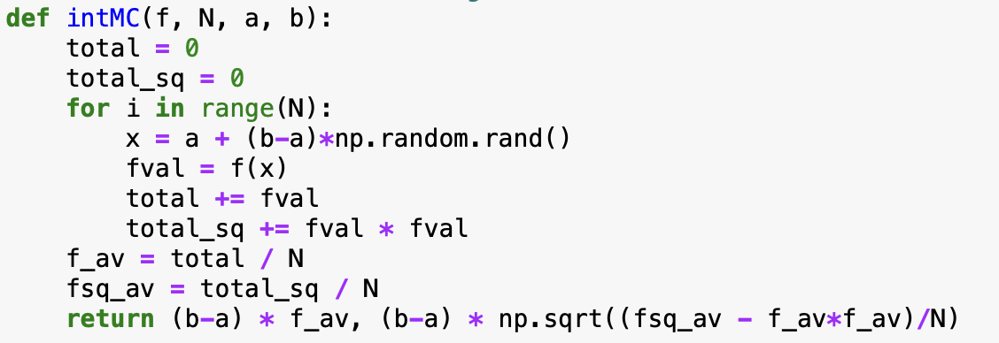 def intMC(f, N, a, b):
    total = 0
    total_sq = 0
    for i in range(N):
        x = a + (b-a)*np.random.rand()
        fval = f(x)
        total += fval
        total_sq += fval * fval
    f_av = total / N
    fsq_av = total_sq / N
    return (b-a) * f_av, (b-a) * np.sqrt((fsq_av - f_av*f_av)/N)